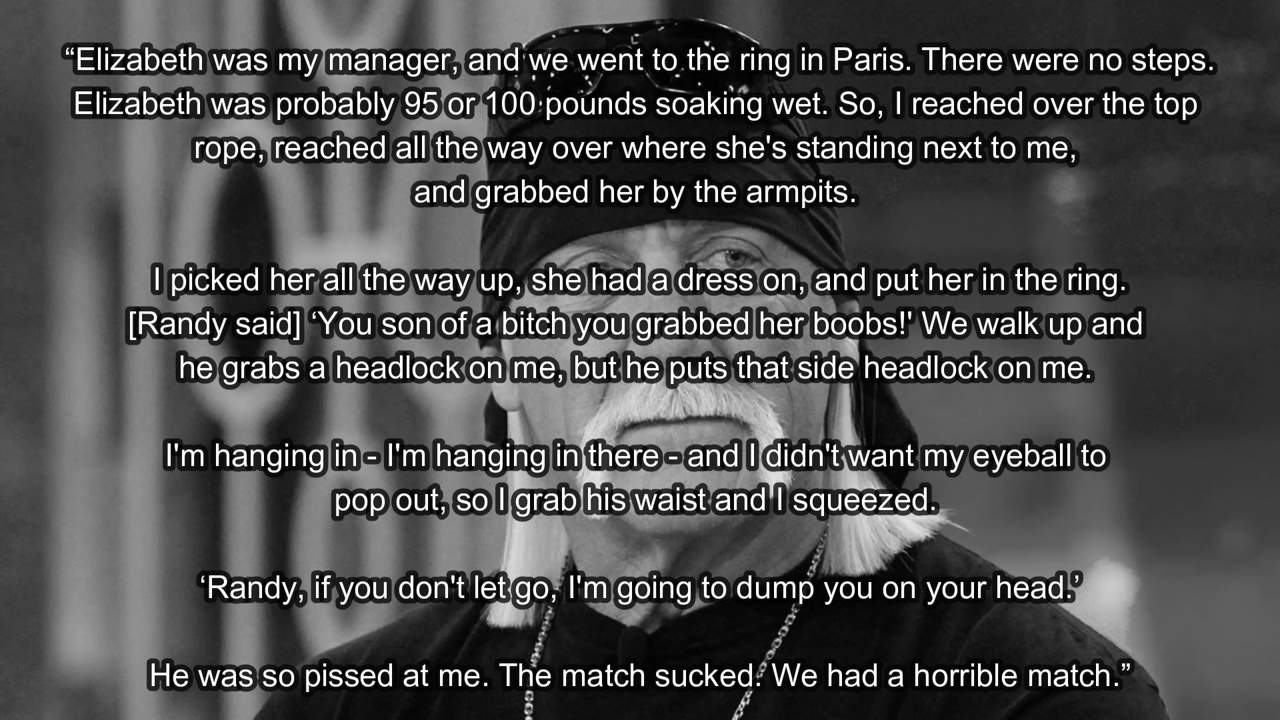 “Elizabeth was my manager, and we went to the ring in Paris. There were no steps.
Elizabeth was probably 95 or 100 pounds soaking wet. So, I reached over the top
rope, reached all the way over where she's standing next to me,
and grabbed her by the armpits.
I picked her all the way up, she had a dress on, and put her in the ring.
[Randy said] ‘You son of a bitch you grabbed her boobs!' We walk up and
he grabs a headlock on me, but he puts that side headlock on me.
I'm hanging in - I'm hanging in there - and I didn't want my eyeball to
pop out, so I grab his waist and I squeezed.
‘Randy, if you don't let go, I'm going to dump you on your head.’
He was so pissed at me. The match sucked. We had a horrible match.”